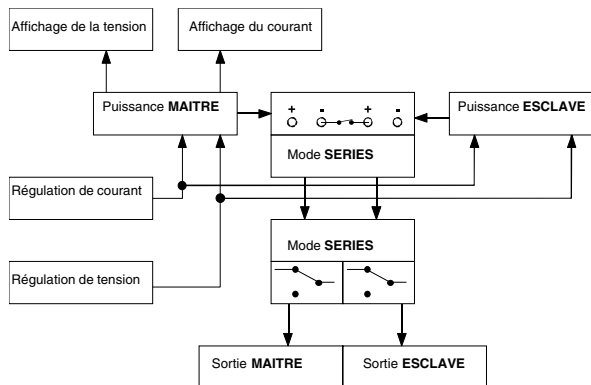 Affichage de la tension
Affichage du courant
Puissance MAITRE
+ - + -
Puissance ESCLAVE
Mode SERIES
Régulation de courant
Mode SERIES
Régulation de tension
Sortie MAITRE
Sortie ESCLAVE